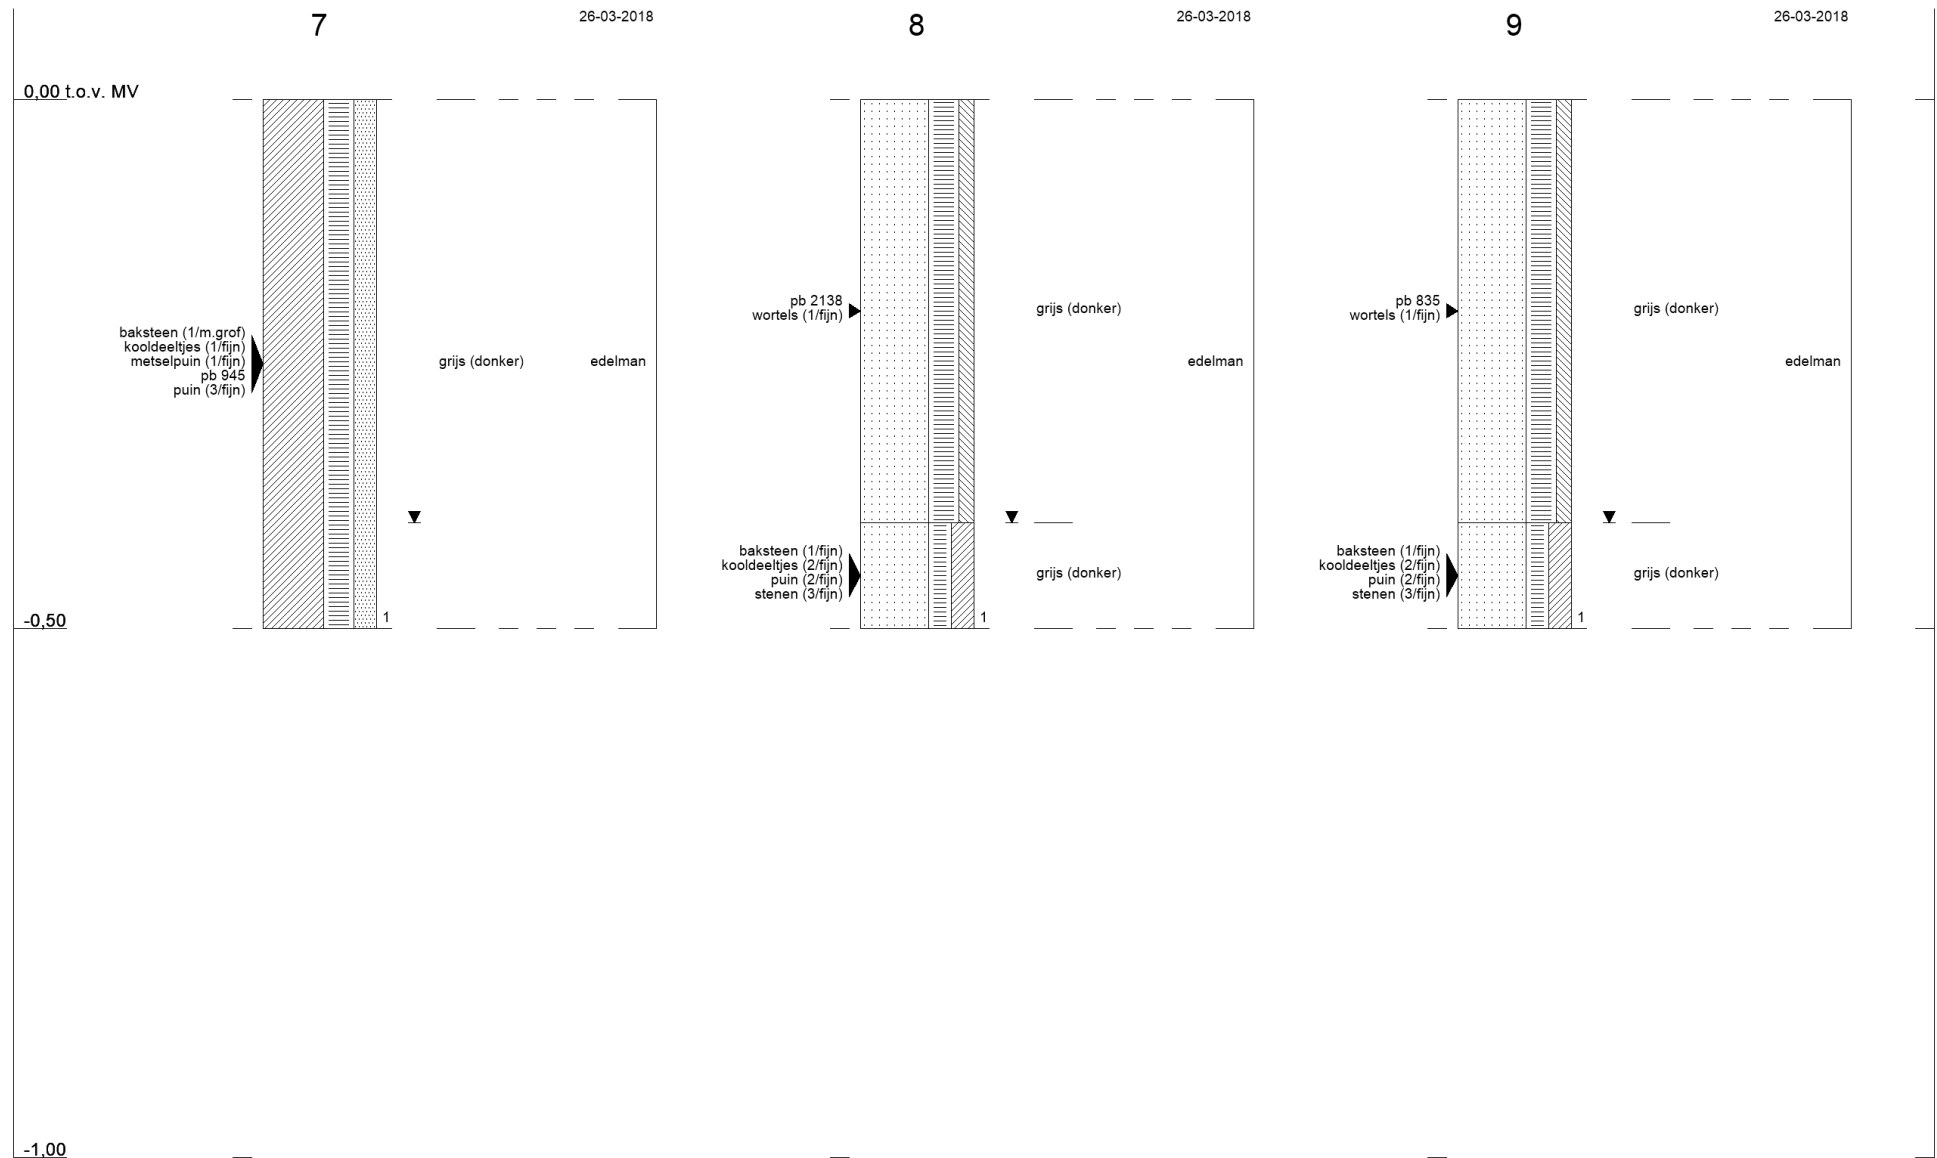 7
26-03-2018
8
26-03-2018
9
26-03-2018
0,00 t.o.v. MV
baksteen (1/m.grof)
kooldeeltjes (1/fijn)
metselpuin (1/fijn)
pb 945
puin (3/fijn)
grijs (donker)
edelman
1
pb 2138
wortels (1/fijn)
grijs (donker)
edelman
baksteen (1/fijn)
kooldeeltjes (2/fijn)
puin (2/fijn)
stenen (3/fijn)
grijs (donker)
1
pb 835
wortels (1/fijn)
grijs (donker)
edelman
baksteen (1/fijn)
kooldeeltjes (2/fijn)
puin (2/fijn)
stenen (3/fijn)
grijs (donker)
1
-0,50
-1,00